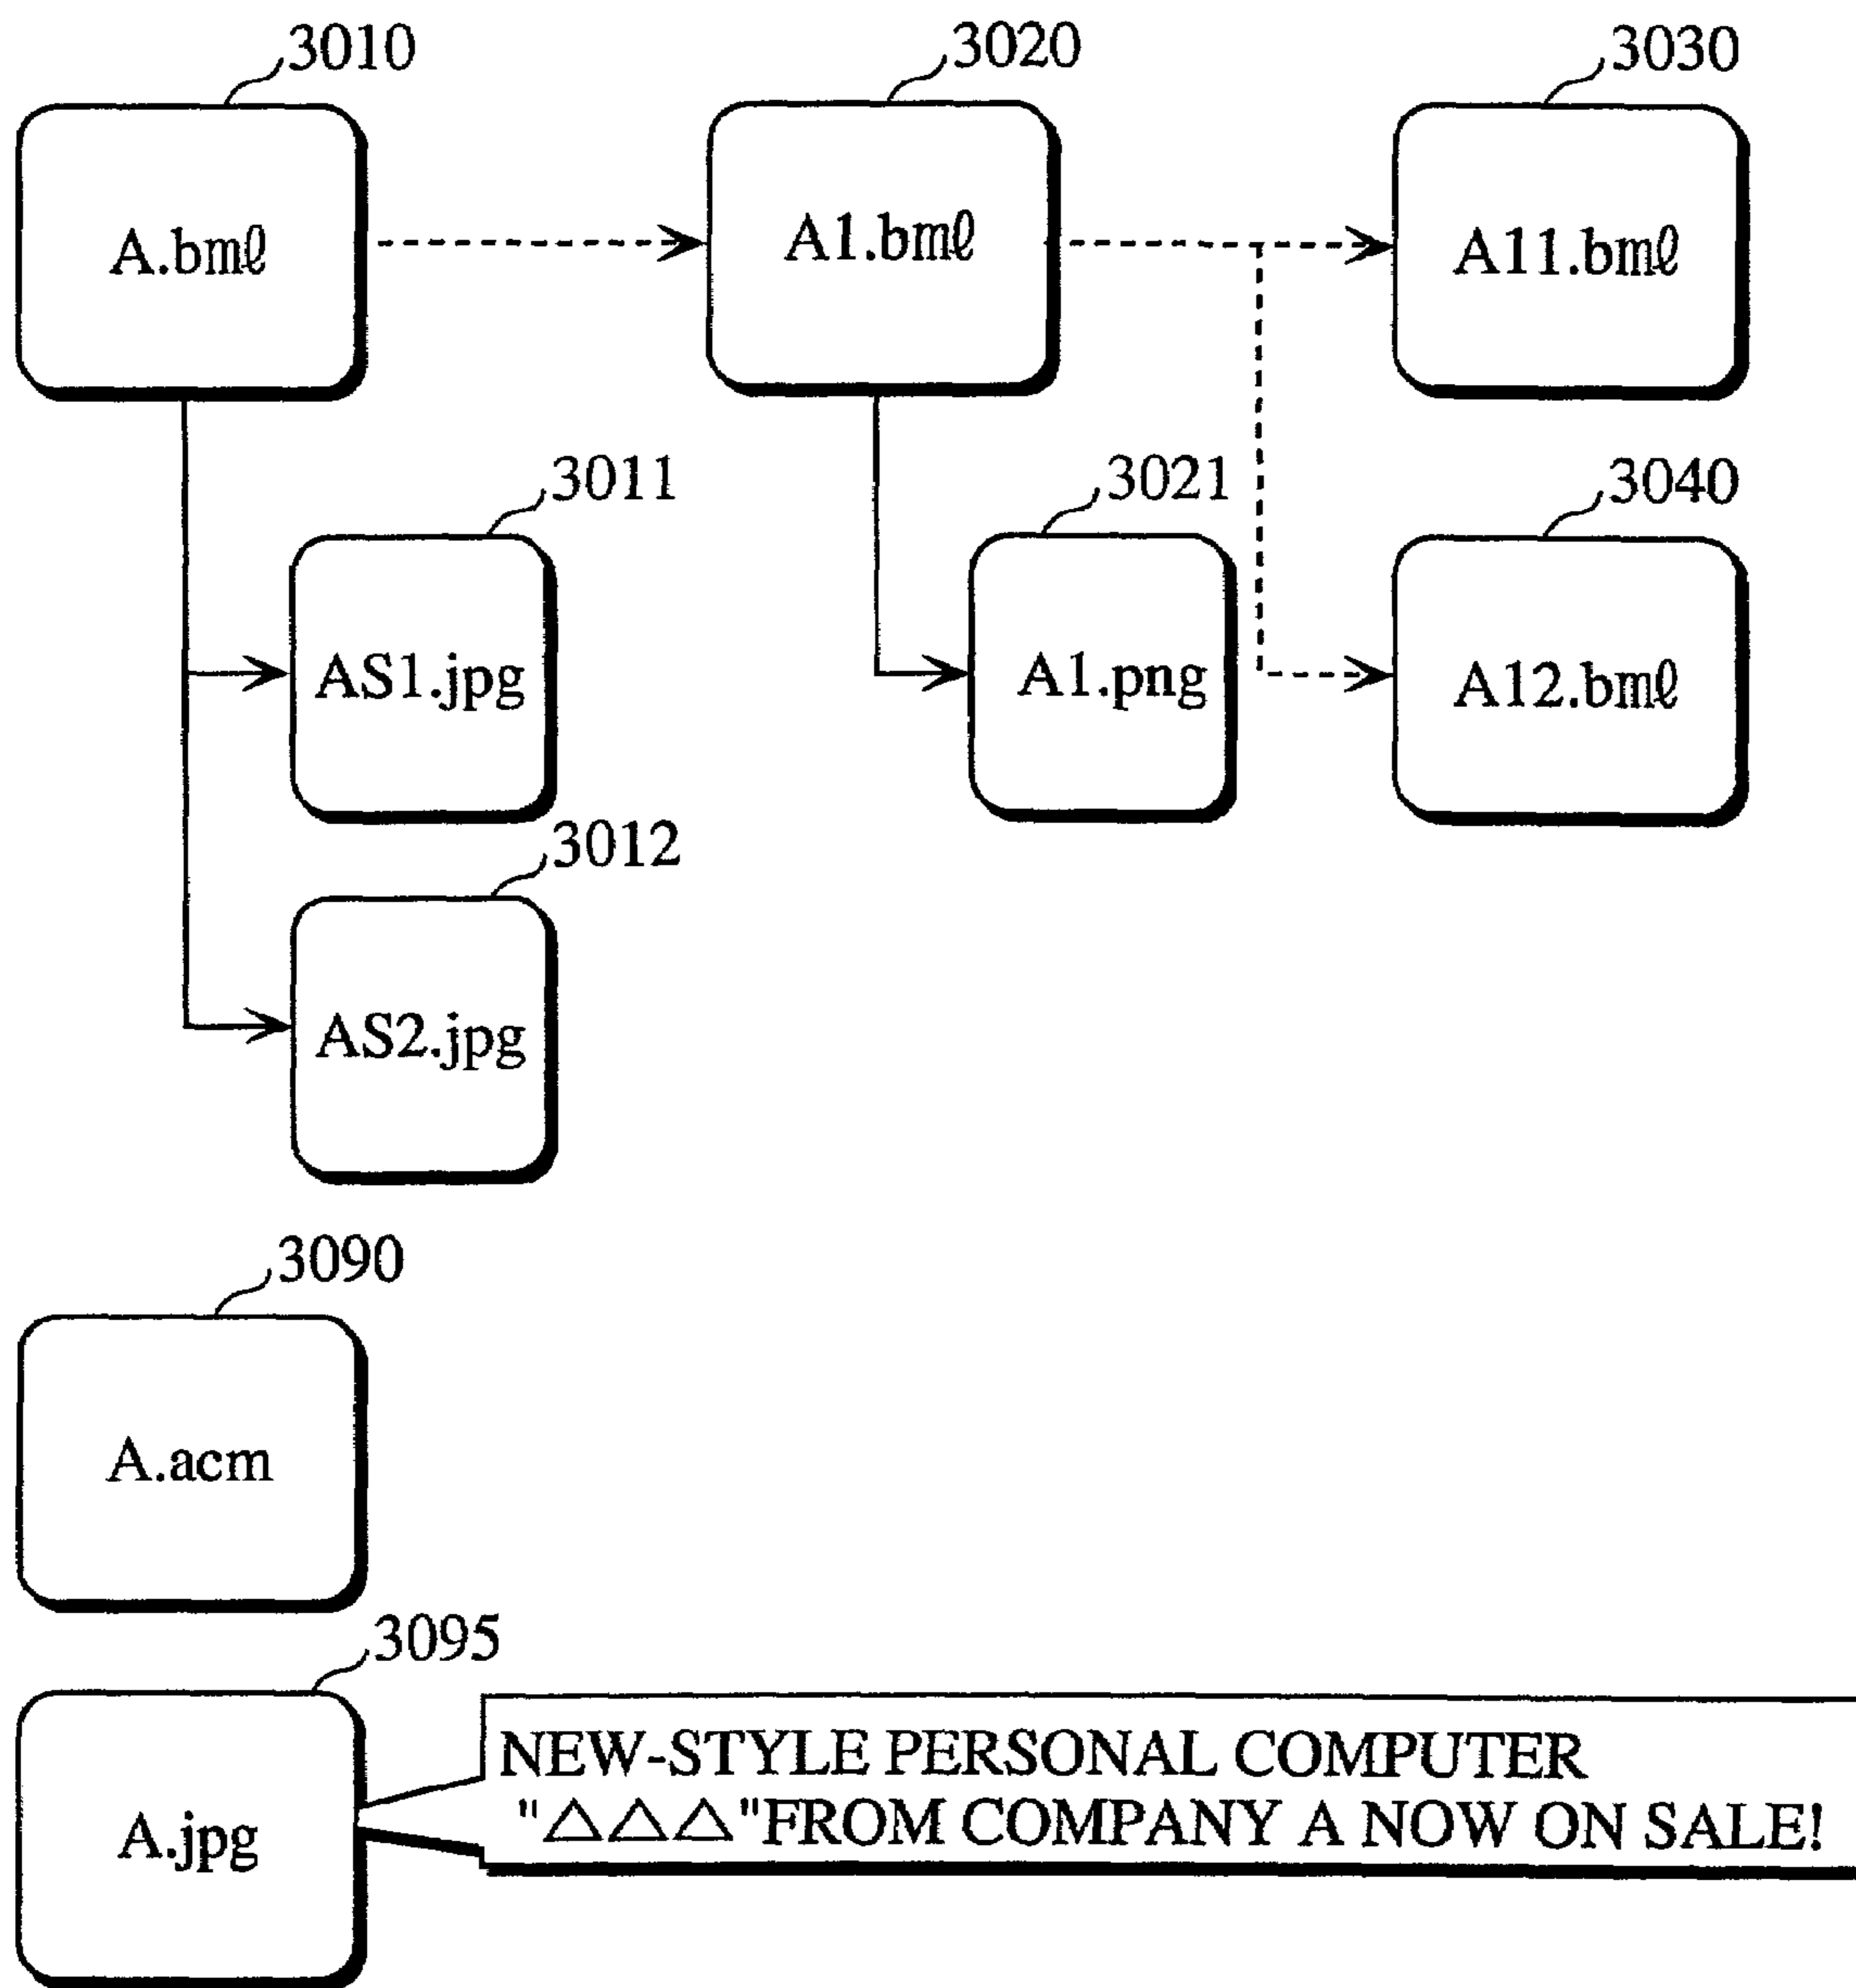 3010
3020
3030
A.bmℓ
A1.bmℓ
A11.bmℓ
3011
3021
3040
AS1.jpg
A1.png
A12.bmℓ
3012
AS2.jpg
3090
A.acm
3095
A.jpg
NEW-STYLE PERSONAL COMPUTER
"△△△"FROM COMPANY A NOW ON SALE!